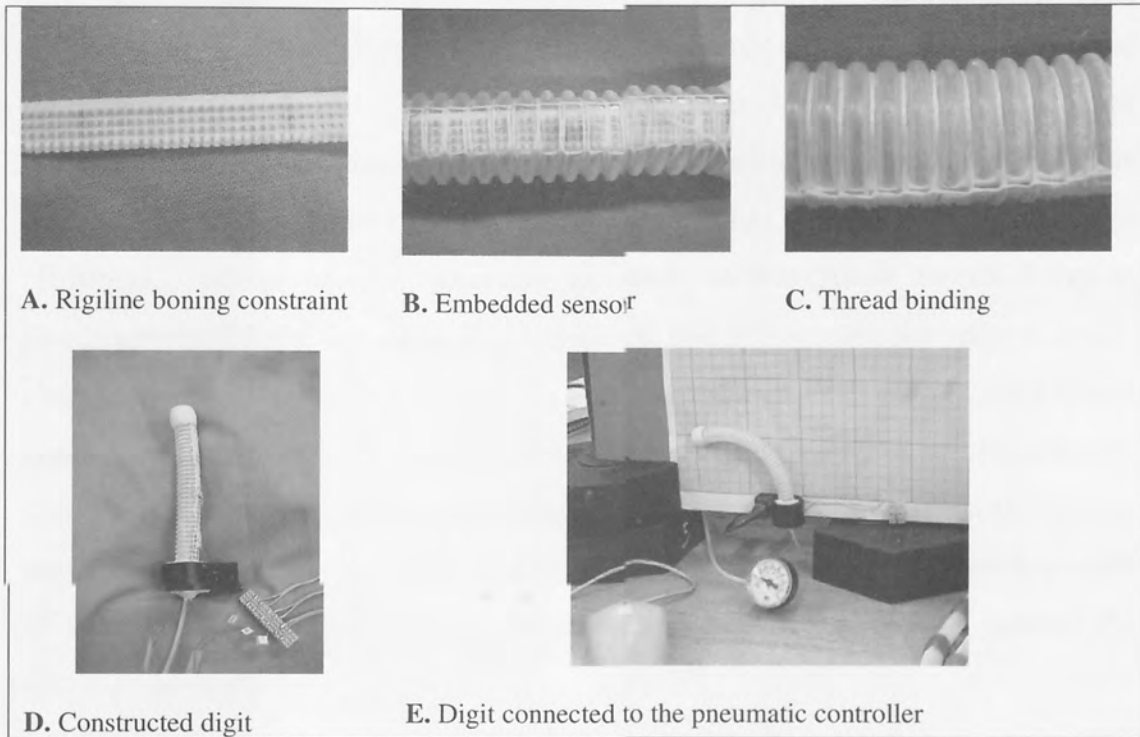 A. Rigiline boning constraint
B. Embedded sensor
C. Thread binding
D. Constructed digit
E. Digit connected to the pneumatic controller